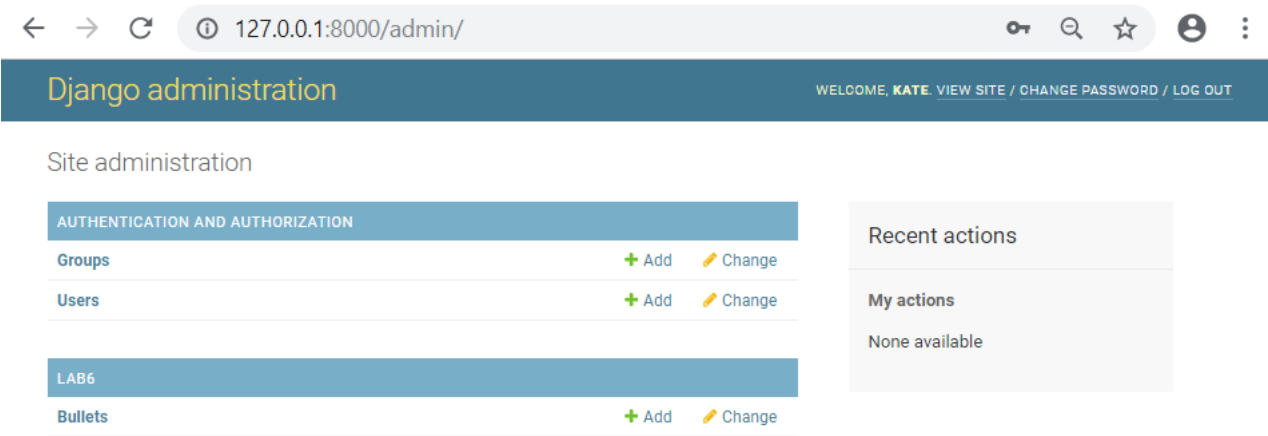 127.0.0.1:8000/admin/
Django administration
WELCOME, KATE. VIEW SITE / CHANGE PASSWORD / LOG OUT
Site administration
AUTHENTICATION AND AUTHORIZATION
Groups Add Change
Users Add Change
LAB6
Bullets Add Change
Recent actions
My actions
None available